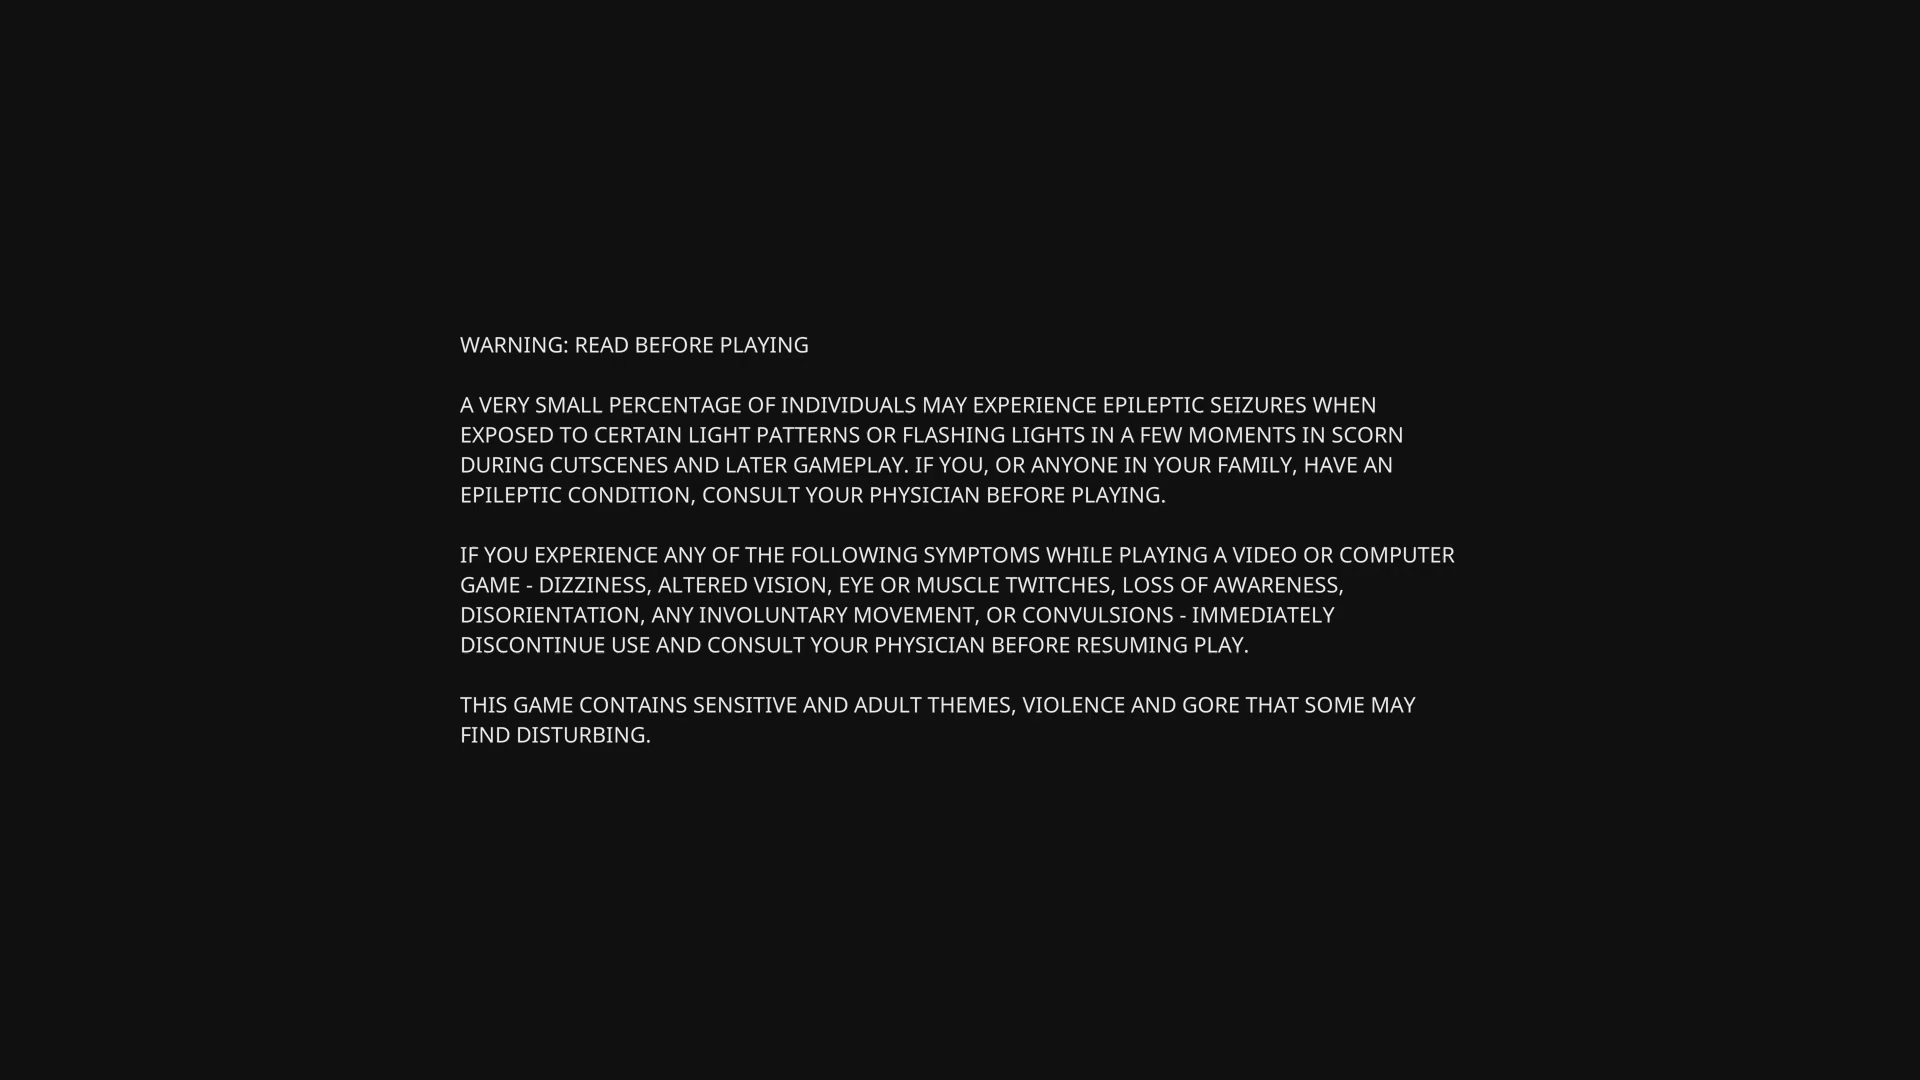 WARNING: READ BEFORE PLAYING
A VERY SMALL PERCENTAGE OF INDIVIDUALS MAY EXPERIENCE EPILEPTIC SEIZURES WHEN
EXPOSED TO CERTAIN LIGHT PATTERNS OR FLASHING LIGHTS IN A FEW MOMENTS IN SCORN
DURING CUTSCENES AND LATER GAMEPLAY. IF YOU, OR ANYONE IN YOUR FAMILY, HAVE AN
EPILEPTIC CONDITION, CONSULT YOUR PHYSICIAN BEFORE PLAYING.
IF YOU EXPERIENCE ANY OF THE FOLLOWING SYMPTOMS WHILE PLAYING A VIDEO OR COMPUTER
GAME - DIZZINESS, ALTERED VISION, EYE OR MUSCLE TWITCHES, LOSS OF AWARENESS,
DISORIENTATION, ANY INVOLUNTARY MOVEMENT, OR CONVULSIONS - IMMEDIATELY
DISCONTINUE USE AND CONSULT YOUR PHYSICIAN BEFORE RESUMING PLAY.
THIS GAME CONTAINS SENSITIVE AND ADULT THEMES, VIOLENCE AND GORE THAT SOME MAY
FIND DISTURBING.